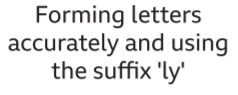 Forming letters
accurately and using
the suffix 'ly'